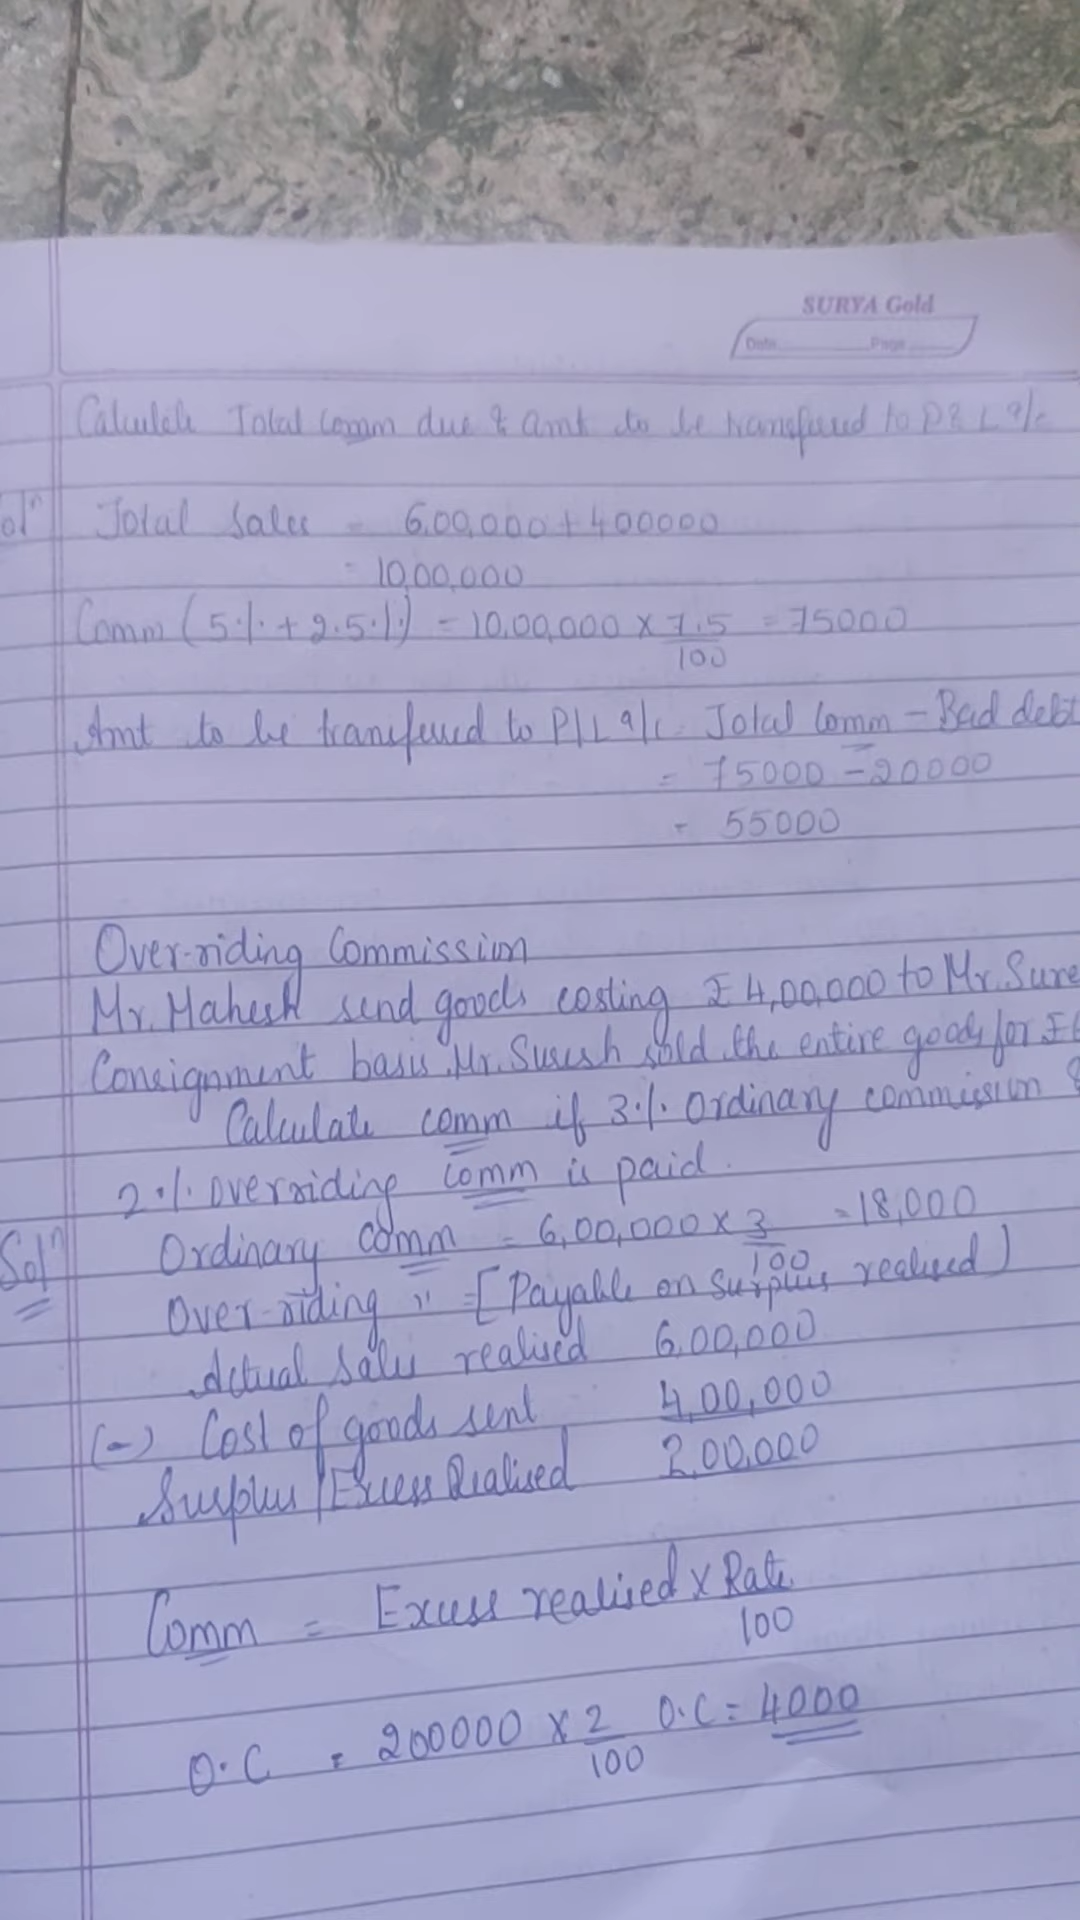 SURYA Gold
Date Page
Calculate Total Comm due & Amt to be transferred to P & L a/c
Total Sales = 6,00,000 + 400000
= 10,00,000
Comm (5% + 2.5%) = 10,00,000 x 7.5 = 75000
100
Amt to be transferred to P/L a/c Total Comm - Bad debt
= 75000 - 20000
= 55000
Over-riding Commission
Mr. Mahesh send goods costing ₹ 4,00,000 to Mr. Sure
Consignment basis. Mr. Suresh sold the entire goods for ₹ 6
Calculate comm if 3% Ordinary commission &
2% overriding comm is paid.
Soln Ordinary comm = 6,00,000 x 3 = 18,000
100
Over-riding " = [Payable on surplus realised]
Actual Sales realised 6,00,000
(-) Cost of goods sent 4,00,000
Surplus/Excess Realised 2,00,000
Comm = Excess realised x Rate
100
O.C = 200000 x 2 O.C = 4000
100